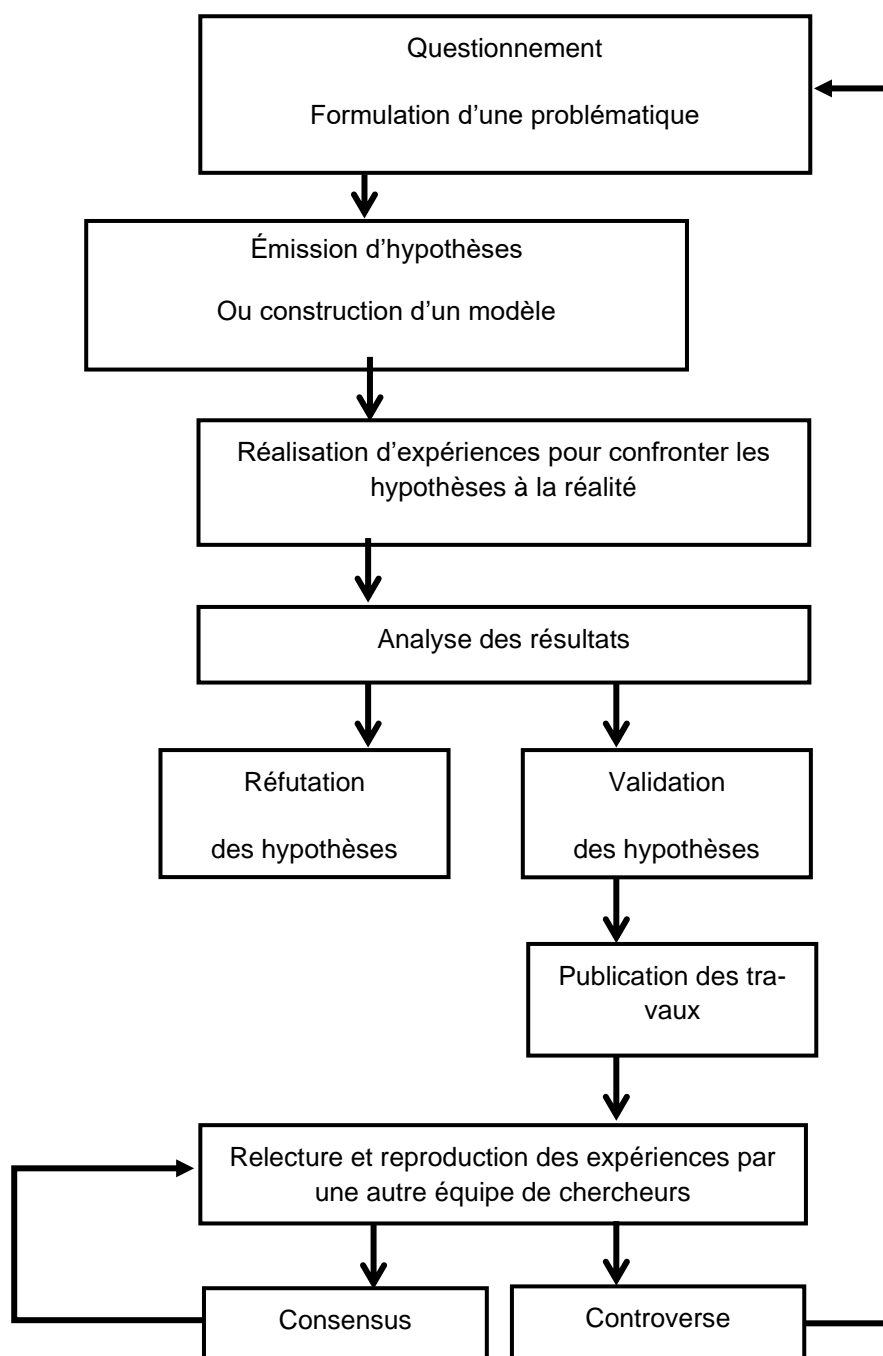 Questionnement
Formulation d’une problématique
Émission d’hypothèses
Ou construction d’un modèle
Réalisation d’expériences pour confronter les
hypothèses à la réalité
Analyse des résultats
Réfutation
des hypothèses
Validation
des hypothèses
Publication des tra-
vaux
Relecture et reproduction des expériences par
une autre équipe de chercheurs
Consensus
Controverse